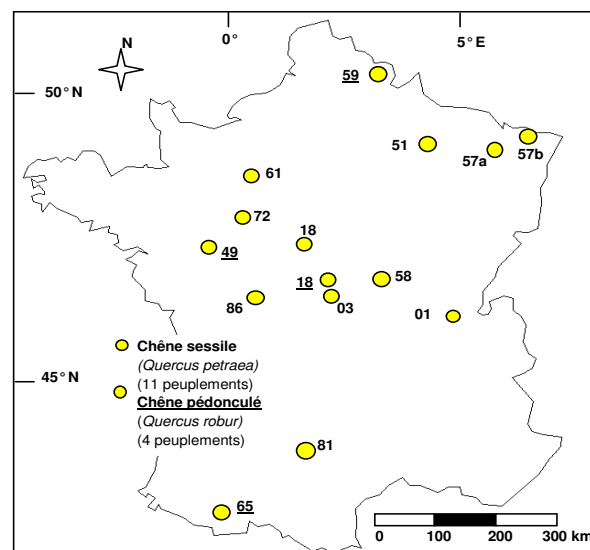 N
0°
5°E
50°N
59
51
57a
57b
61
72
18
49
18
58
86
03
01
Chêne sessile
(Quercus petraea)
(11 peuplements)
45°N
Chêne pédonculé
(Quercus robur)
(4 peuplements)
81
65
0 100 200 300 km